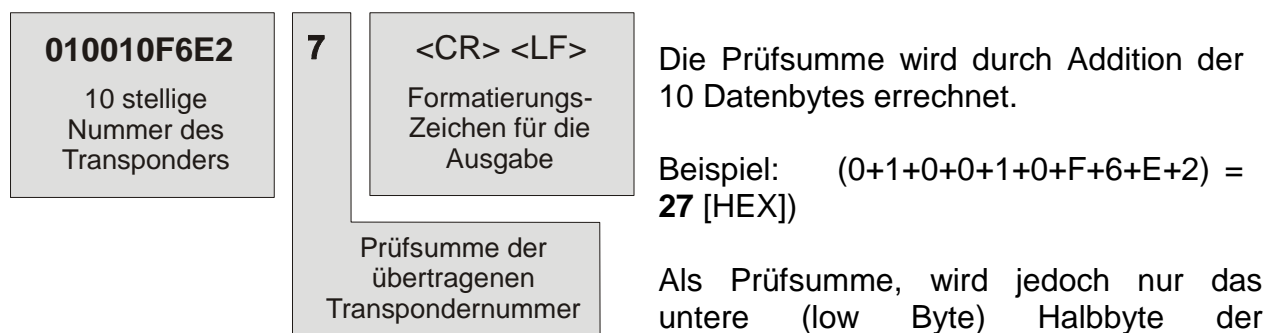 010010F6E2
10 stellige
Nummer des
Transponders
7
<CR> <LF>
Formatierungs-
Zeichen für die
Ausgabe
Prüfsumme der
übertragenen
Transpondernummer
Die Prüfsumme wird durch Addition der
10 Datenbytes errechnet.
Beispiel: (0+1+0+0+1+0+F+6+E+2) =
27 [HEX])
Als Prüfsumme, wird jedoch nur das
untere (low Byte) Halbbyte der